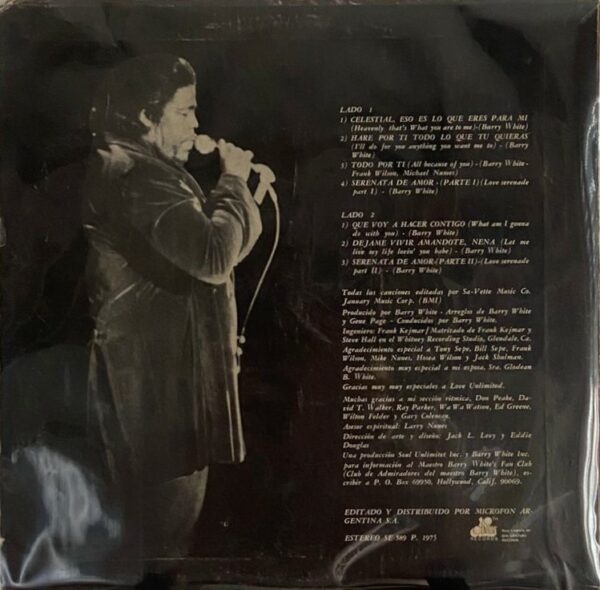 LADO 1
1) CELESTIAL, ESO ES LO QUE ERES PARA MI
(Heavenly that's What you are to me)-(Barry White)
2) HARE POR TI TODO LO QUE TU QUIERAS
(I'll do for you anything you want me to) - (Barry
White)
3) TODO POR TI (All because of you) - (Barry White -
Frank Wilson, Michael Nunes)
4) SERENATA DE AMOR - (PARTE I) (Love serenade
part I) - (Barry White)
LADO 2
1) QUE VOY A HACER CONTIGO (What am I gonna
do with you) - (Barry White)
2) DEJAME VIVIR AMANDOTE, NENA (Let me
live my life lovin' you babe) - (Barry White)
3) SERENATA DE AMOR-(PARTE II)-(Love serenade
part II) - (Barry White)
Todas las canciones editadas por Sa-Vette Music Co.
January Music Corp. (BMI)
Producido por Barry White - Arreglos de Barry White
y Gene Page - Conducidos por Barry White.
Ingeniero: Frank Kejmar/ Matrizado de Frank Kejmar y
Steve Hall en el Whitney Recording Studio, Glendale, Ca.
Agradecimiento especial a Tony Sepe, Bill Sepe, Frank
Wilson, Mike Nunes, Hosea Wilson y Jack Shulman.
Agradecimiento muy especial a mi esposa, Sra. Glodean
B. White.
Gracias muy muy especiales a Love Unlimited.
Muchas gracias a mi sección rítmica, Don Peake, Da-
vid T. Walker, Ray Parker, Wa Wa Watson, Ed Greene,
Wilton Felder y Gary Coleman.
Asesor espiritual: Larry Nunes
Dirección de arte y diseño: Jack L. Levy y Eddie
Douglas
Una producción Soul Unlimited Inc. y Barry White Inc.
para información al Maestro Barry White's Fan Club
(Club de Admiradores del maestro Barry White), es-
cribir a P. O. Box 69950, Hollywood, Calif. 90069.
EDITADO Y DISTRIBUIDO POR MICROFON AR-
GENTINA S.A.
ESTEREO SE 589 P. 1975
20
RECORDS